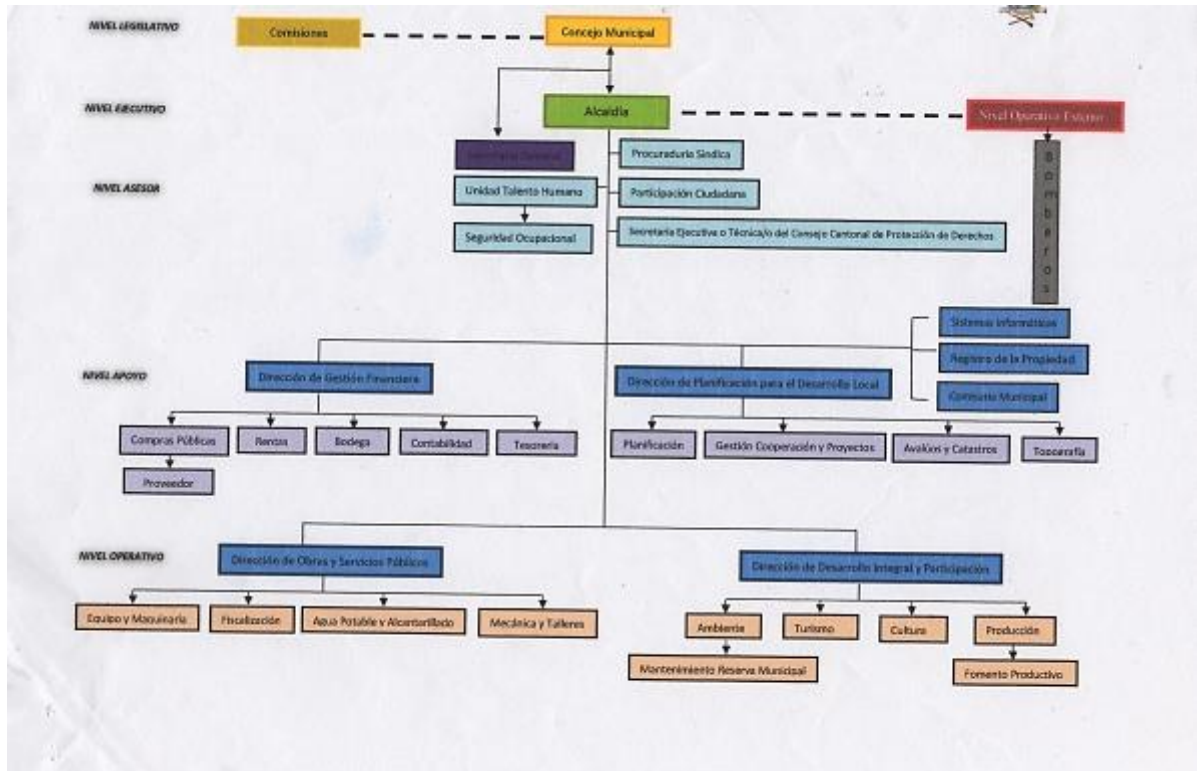 NIVEL LEGISLATIVO
Comisiones
Concejo Municipal
NIVEL EJECUTIVO
Alcaldía
Nivel Operativo Externo
Bomberos
Procuraduría Sindica
NIVEL ASESOR
Unidad Talento Humano
Participación Ciudadana
Seguridad Ocupacional
Secretaria Ejecutiva o Técnica/o del Consejo Cantonal de Protección de Derechos
Sistemas Informáticos
Registro de la Propiedad
Comisaria Municipal
NIVEL APOYO
Dirección de Gestión Financiera
Dirección de Planificación para el Desarrollo Local
Compras Públicas
Rentas
Bodega
Contabilidad
Tesorería
Planificación
Gestión Cooperación y Proyectos
Avalúos y Catastros
Topografía
Proveedor
NIVEL OPERATIVO
Dirección de Obras y Servicios Públicos
Dirección de Desarrollo Integral y Participación
Equipo y Maquinaria
Fiscalización
Agua Potable y Alcantarillado
Mecánica y Talleres
Ambiente
Turismo
Cultura
Producción
Mantenimiento Reserva Municipal
Fomento Productivo